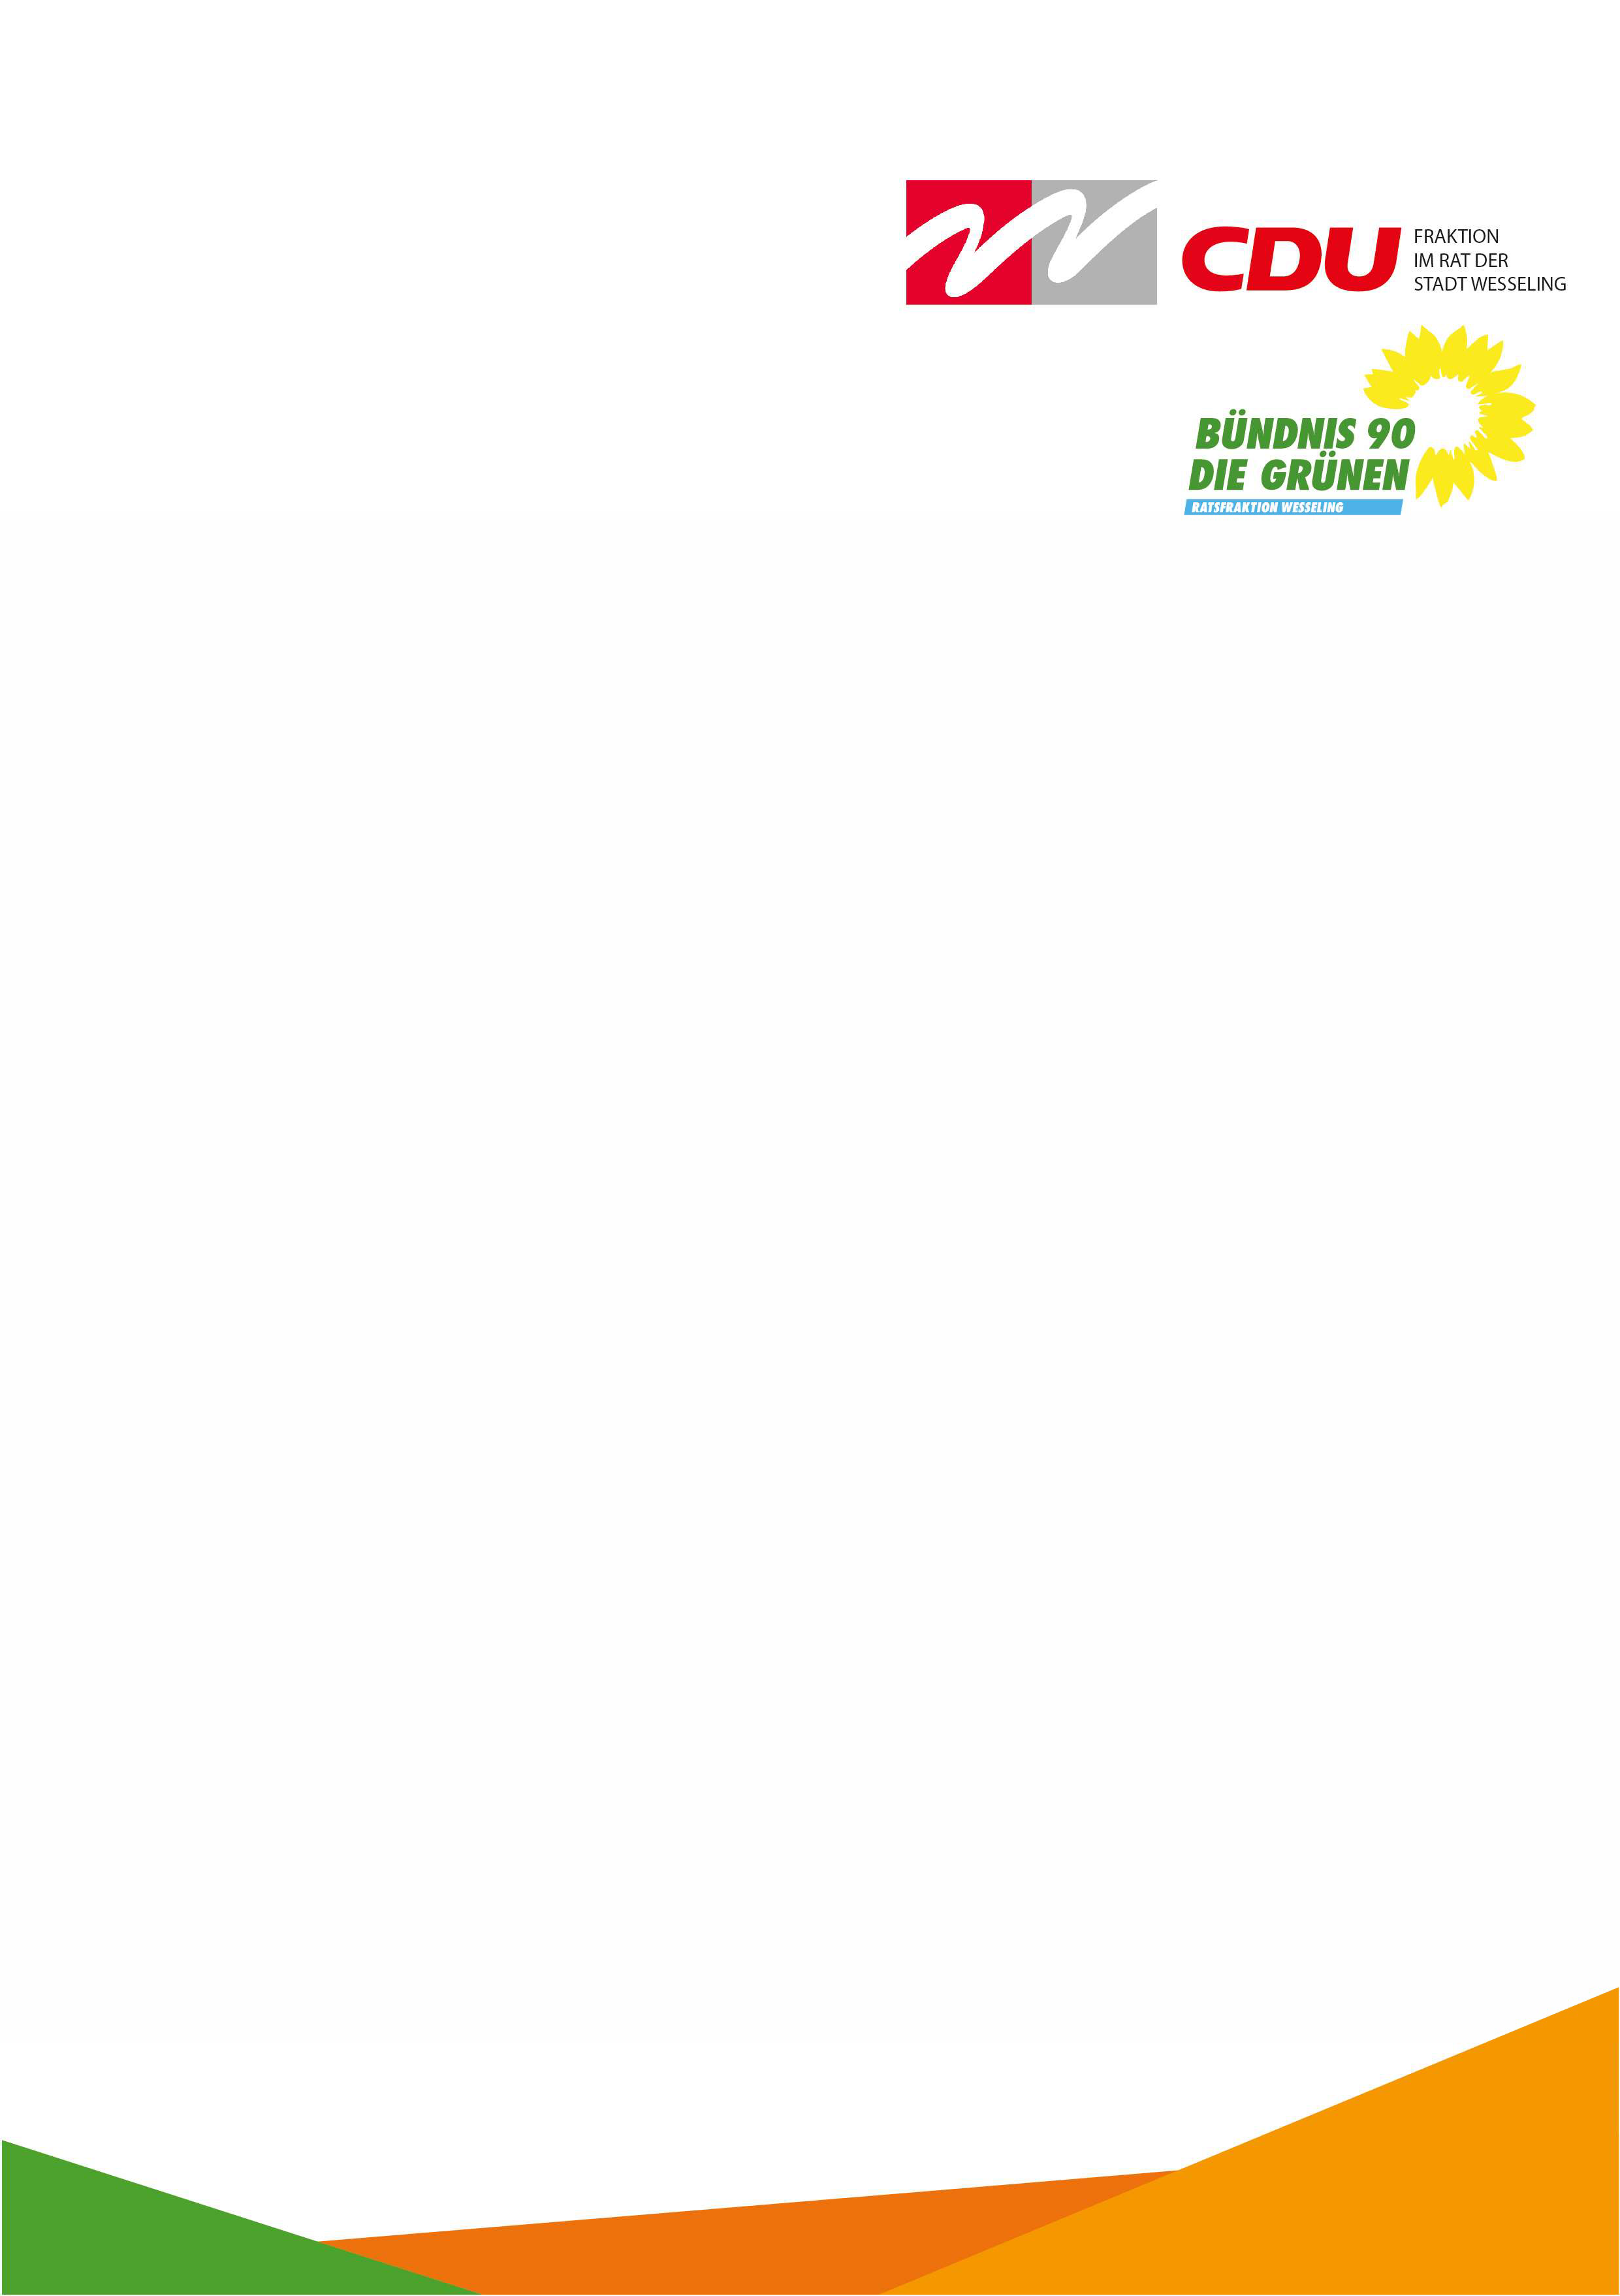 CDU
FRAKTION
IM RAT DER
STADT WESSELING
BÜNDNIS 90
DIE GRÜNEN
RATSFRAKTION WESSELING